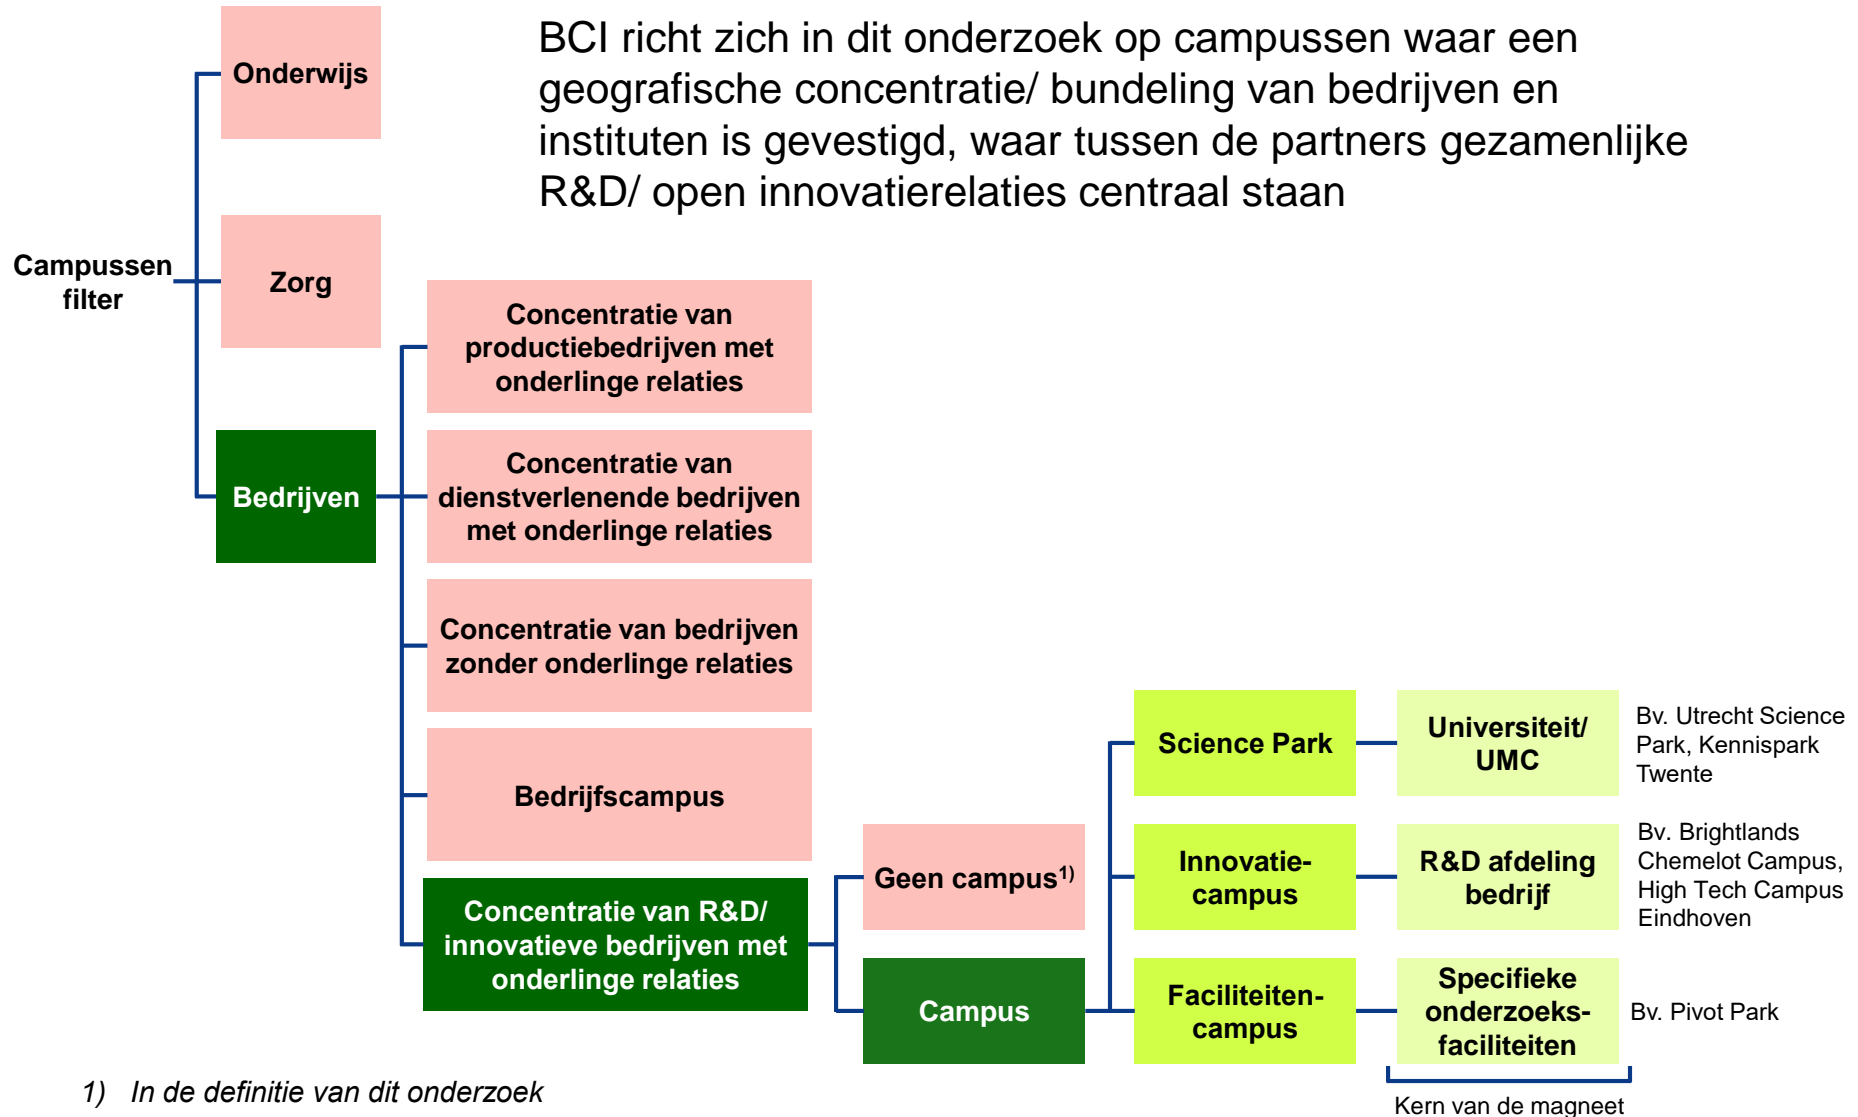 BCI richt zich in dit onderzoek op campussen waar een
geografische concentratie/ bundeling van bedrijven en
instituten is gevestigd, waar tussen de partners gezamenlijke
R&D/ open innovatierelaties centraal staan
Campussen
filter
Onderwijs
Zorg
Bedrijven
Concentratie van
productiebedrijven met
onderlinge relaties
Concentratie van
dienstverlenende bedrijven
met onderlinge relaties
Concentratie van bedrijven
zonder onderlinge relaties
Bedrijfscampus
Concentratie van R&D/
innovatieve bedrijven met
onderlinge relaties
Geen campus1)
Campus
Science Park
Universiteit/
UMC
Bv. Utrecht Science
Park, Kennispark
Twente
Innovatie-
campus
R&D afdeling
bedrijf
Bv. Brightlands
Chemelot Campus,
High Tech Campus
Eindhoven
Faciliteiten-
campus
Specifieke
onderzoeks-
faciliteiten
Bv. Pivot Park
Kern van de magneet
1) In de definitie van dit onderzoek